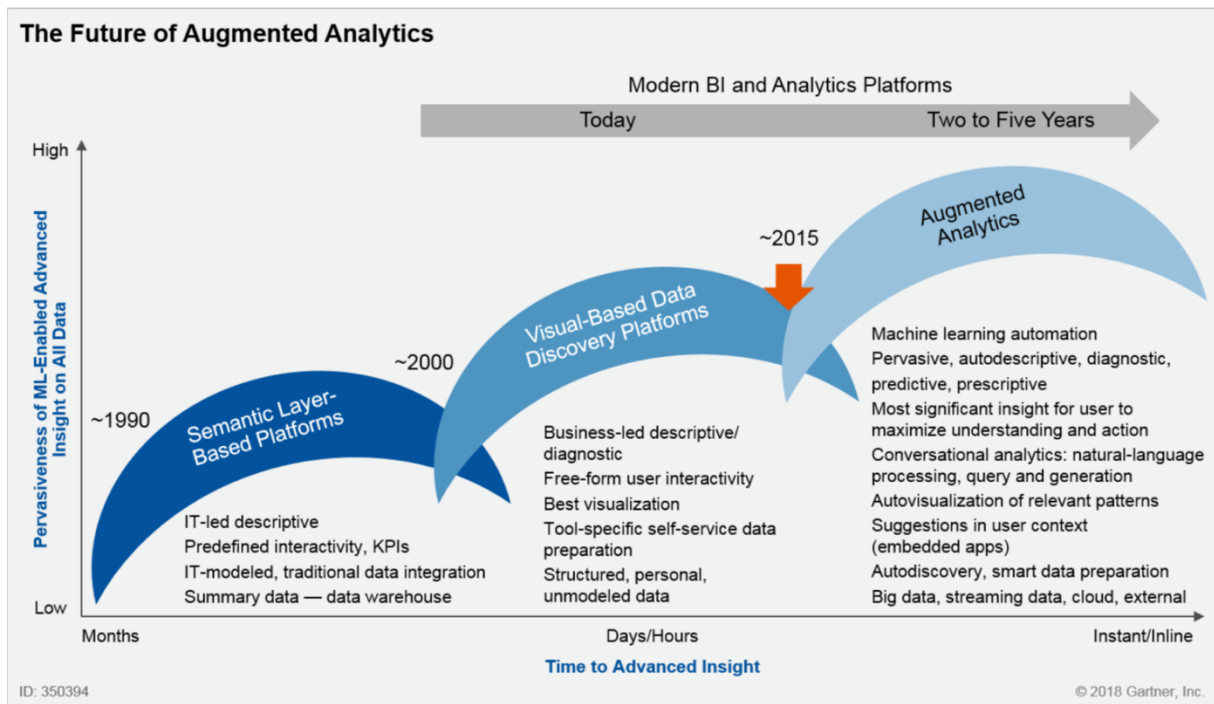 The Future of Augmented Analytics
Modern BI and Analytics Platforms
Today
Two to Five Years
High
Pervasiveness of ML-Enabled Advanced
Insight on All Data
Low
~1990
Semantic Layer-
Based Platforms
IT-led descriptive
Predefined interactivity, KPIs
IT-modeled, traditional data integration
Summary data — data warehouse
~2000
Visual-Based Data
Discovery Platforms
Business-led descriptive/
diagnostic
Free-form user interactivity
Best visualization
Tool-specific self-service data
preparation
Structured, personal,
unmodeled data
~2015
Augmented
Analytics
Machine learning automation
Pervasive, autodescriptive, diagnostic,
predictive, prescriptive
Most significant insight for user to
maximize understanding and action
Conversational analytics: natural-language
processing, query and generation
Autovisualization of relevant patterns
Suggestions in user context
(embedded apps)
Autodiscovery, smart data preparation
Big data, streaming data, cloud, external
Months
Days/Hours
Instant/Inline
Time to Advanced Insight
ID: 350394
© 2018 Gartner, Inc.